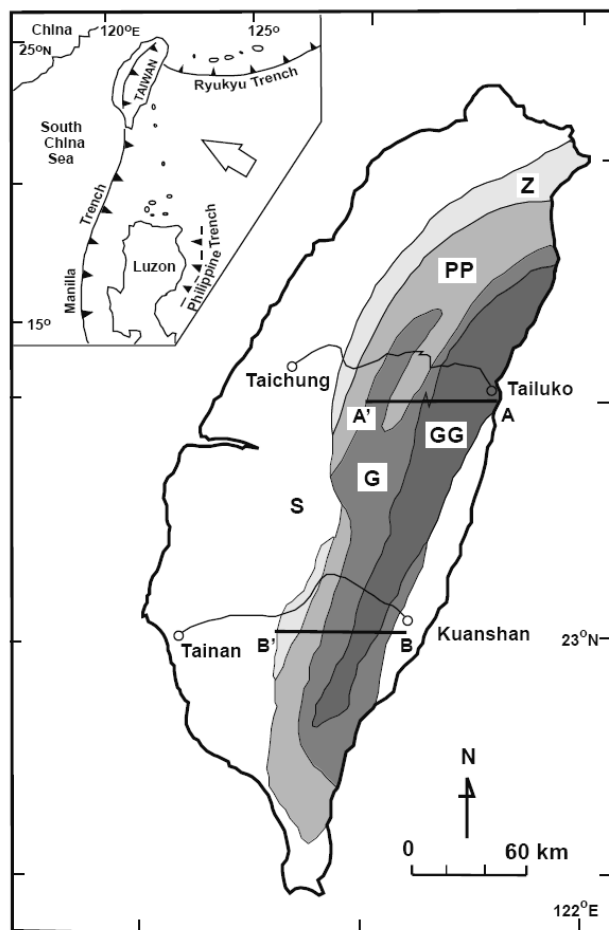 China
120°E
125°
25°N
TAIWAN
Ryukyu Trench
South
China
Sea
Trench
Manilla
Luzon
Philippine Trench
15°
Z
PP
Taichung
Tailuko
A'
A
GG
G
S
Kuanshan
Tainan
B'
B
23°N
N
0
60 km
122°E